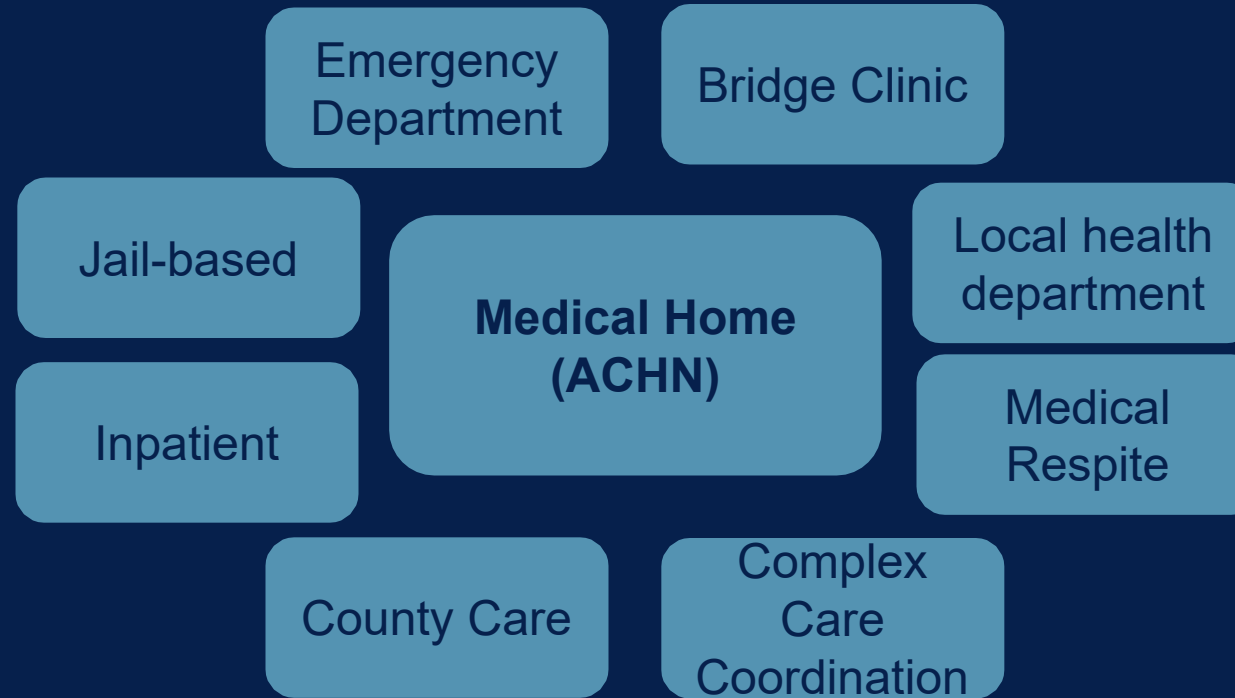 Emergency
Department
Bridge Clinic
Jail-based
Medical Home
(ACHN)
Local health
department
Inpatient
Medical
Respite
County Care
Complex
Care
Coordination